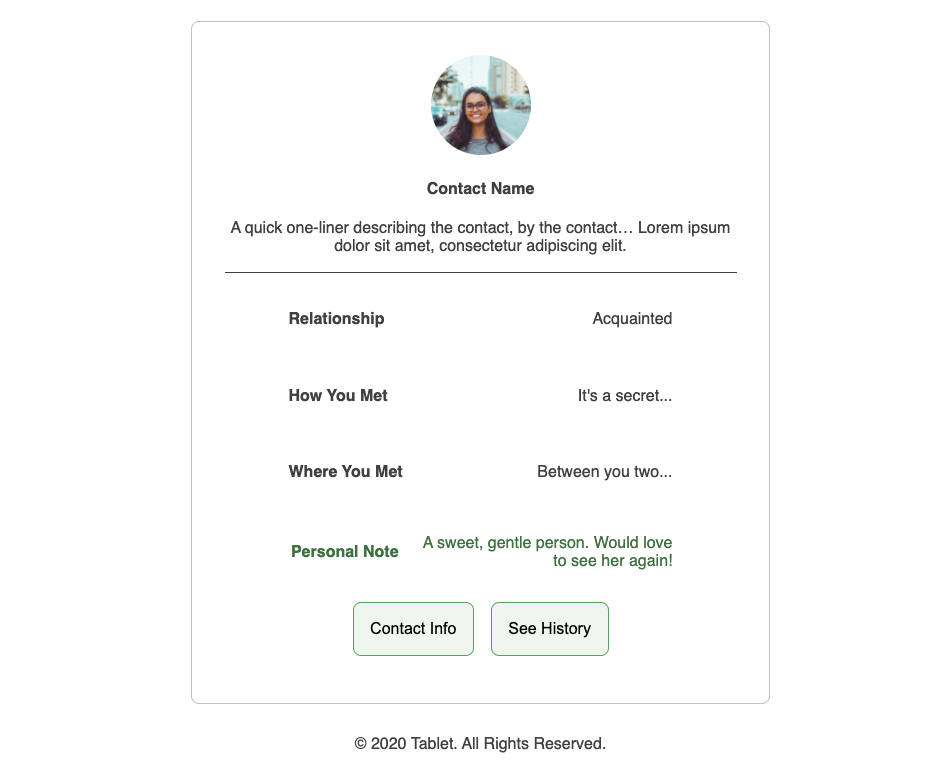 Contact Name
A quick one-liner describing the contact, by the contact… Lorem ipsum
dolor sit amet, consectetur adipiscing elit.
Relationship Acquainted
How You Met It's a secret...
Where You Met Between you two...
Personal Note A sweet, gentle person. Would love
to see her again!
Contact Info See History
© 2020 Tablet. All Rights Reserved.